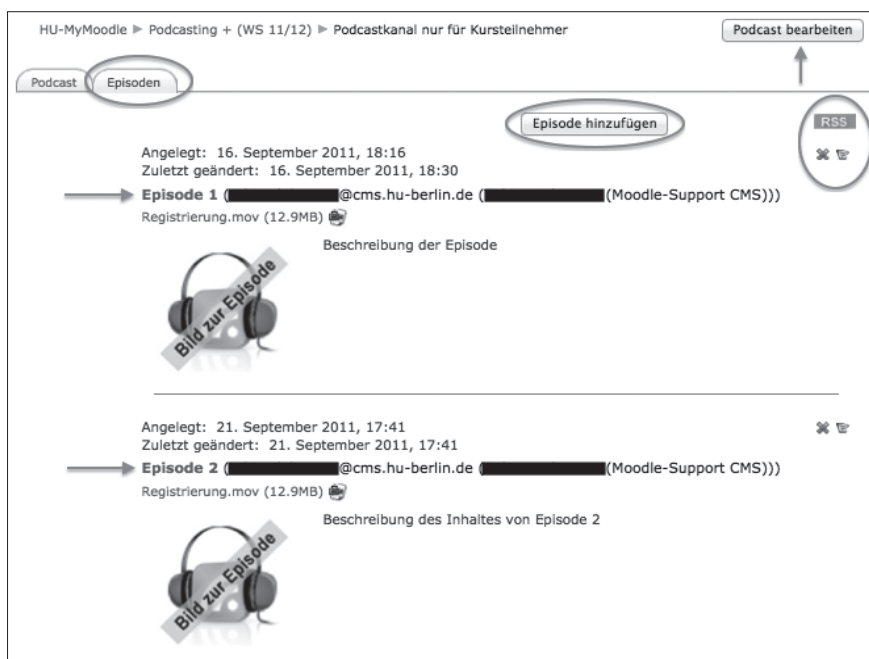 HU-MyMoodle ► Podcasting + (WS 11/12) ► Podcastkanal nur für Kursteilnehmer
Podcast bearbeiten
Podcast
Episoden
Episode hinzufügen
RSS
Angelegt: 16. September 2011, 18:16
Zuletzt geändert: 16. September 2011, 18:30
Episode 1 ( @cms.hu-berlin.de ( (Moodle-Support CMS)))
Registrierung.mov (12.9MB)
Beschreibung der Episode
Bild zur Episode
Angelegt: 21. September 2011, 17:41
Zuletzt geändert: 21. September 2011, 17:41
Episode 2 ( @cms.hu-berlin.de ( (Moodle-Support CMS)))
Registrierung.mov (12.9MB)
Beschreibung des Inhaltes von Episode 2
Bild zur Episode